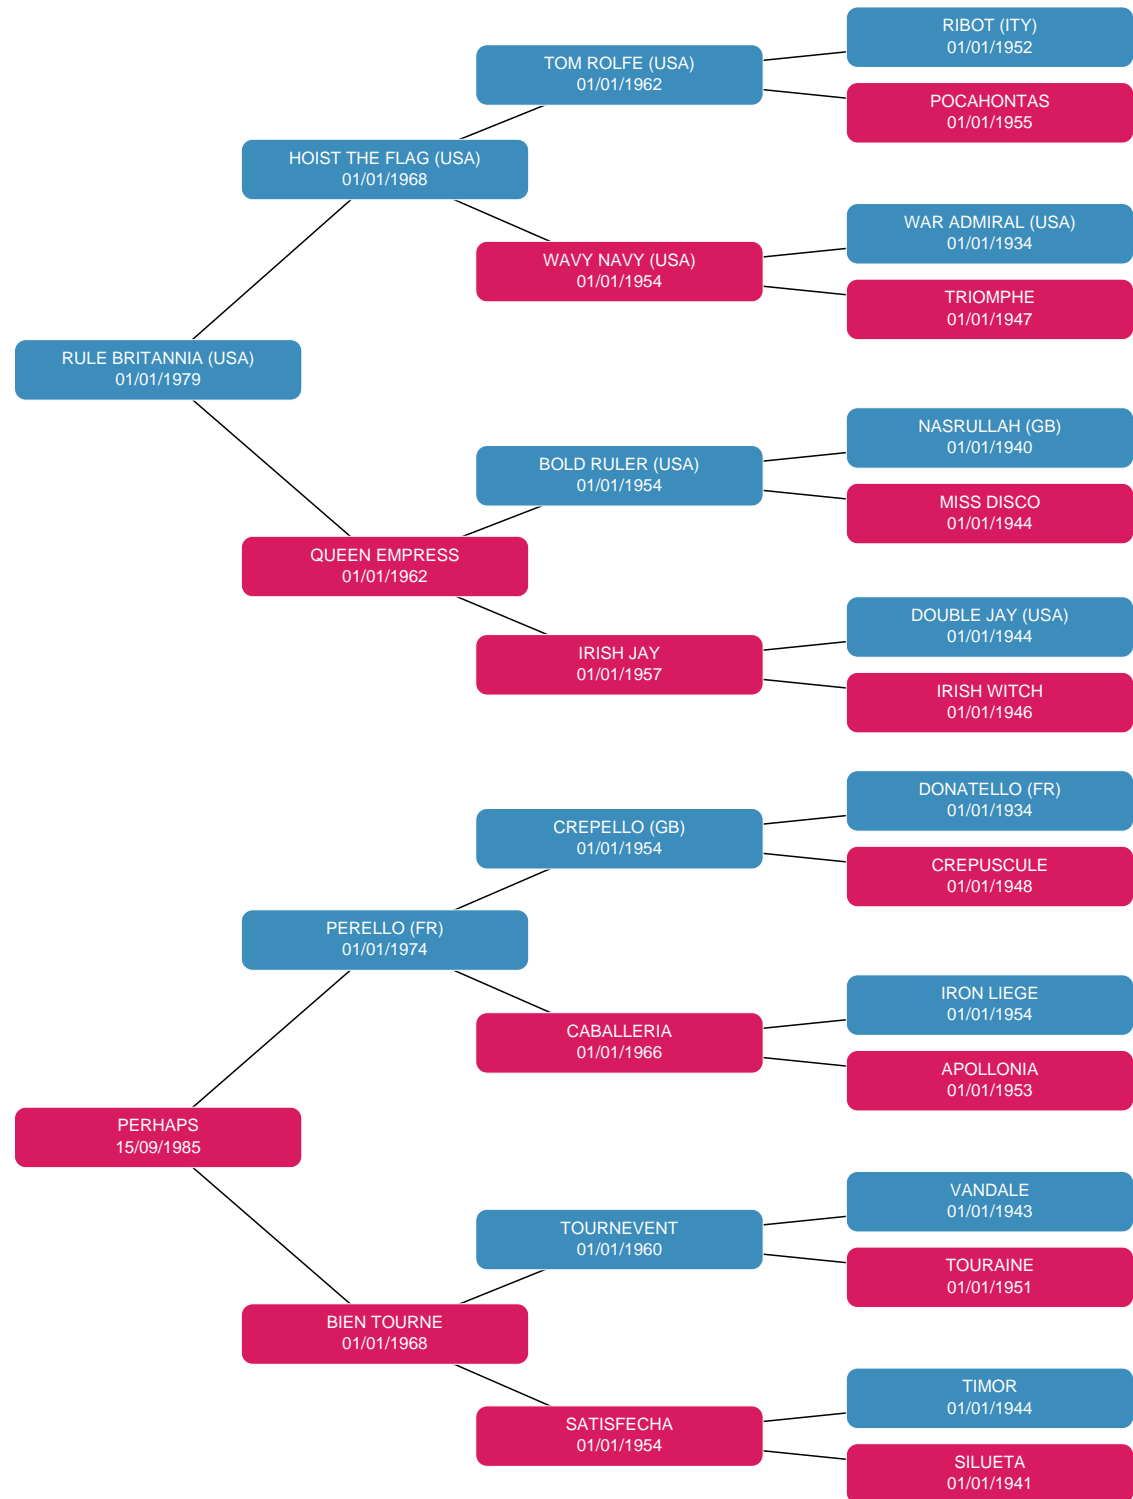 RIBOT (ITY)
01/01/1952
TOM ROLFE (USA)
01/01/1962
POCAHONTAS
01/01/1955
HOIST THE FLAG (USA)
01/01/1968
WAR ADMIRAL (USA)
01/01/1934
WAVY NAVY (USA)
01/01/1954
TRIOMPHE
01/01/1947
RULE BRITANNIA (USA)
01/01/1979
NASRULLAH (GB)
01/01/1940
BOLD RULER (USA)
01/01/1954
MISS DISCO
01/01/1944
QUEEN EMPRESS
01/01/1962
DOUBLE JAY (USA)
01/01/1944
IRISH JAY
01/01/1957
IRISH WITCH
01/01/1946
DONATELLO (FR)
01/01/1934
CREPELLO (GB)
01/01/1954
CREPUSCULE
01/01/1948
PERELLO (FR)
01/01/1974
IRON LIEGE
01/01/1954
CABALLERIA
01/01/1966
APOLLONIA
01/01/1953
PERHAPS
15/09/1985
VANDALE
01/01/1943
TOURNEVENT
01/01/1960
TOURAINE
01/01/1951
BIEN TOURNE
01/01/1968
TIMOR
01/01/1944
SATISFECHA
01/01/1954
SILUETA
01/01/1941